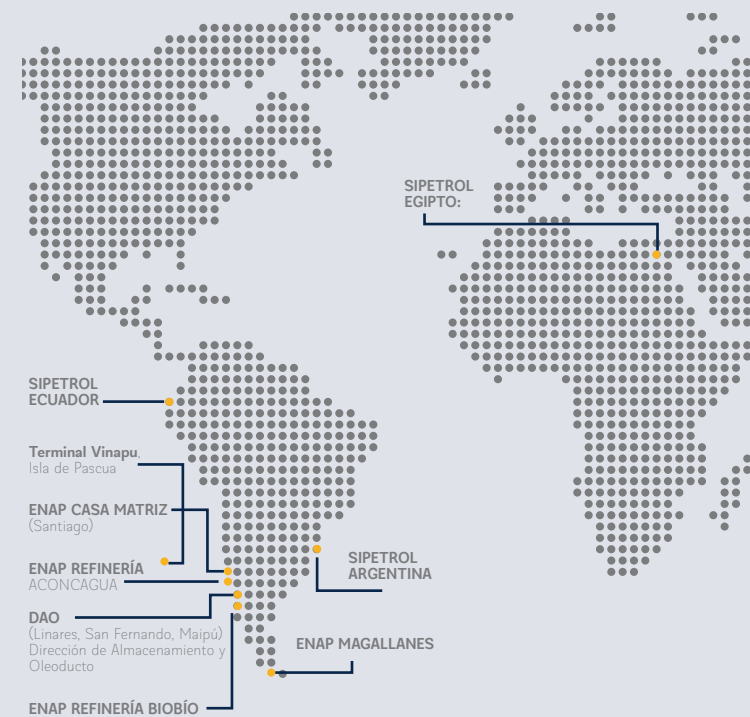 SIPETROL
EGIPTO:
SIPETROL
ECUADOR
Terminal Vinapu,
Isla de Pascua
ENAP CASA MATRIZ
(Santiago)
ENAP REFINERÍA
ACONCAGUA
SIPETROL
ARGENTINA
DAO
(Linares, San Fernando, Maipú)
Dirección de Almacenamiento y
Oleoducto
ENAP MAGALLANES
ENAP REFINERÍA BIOBÍO